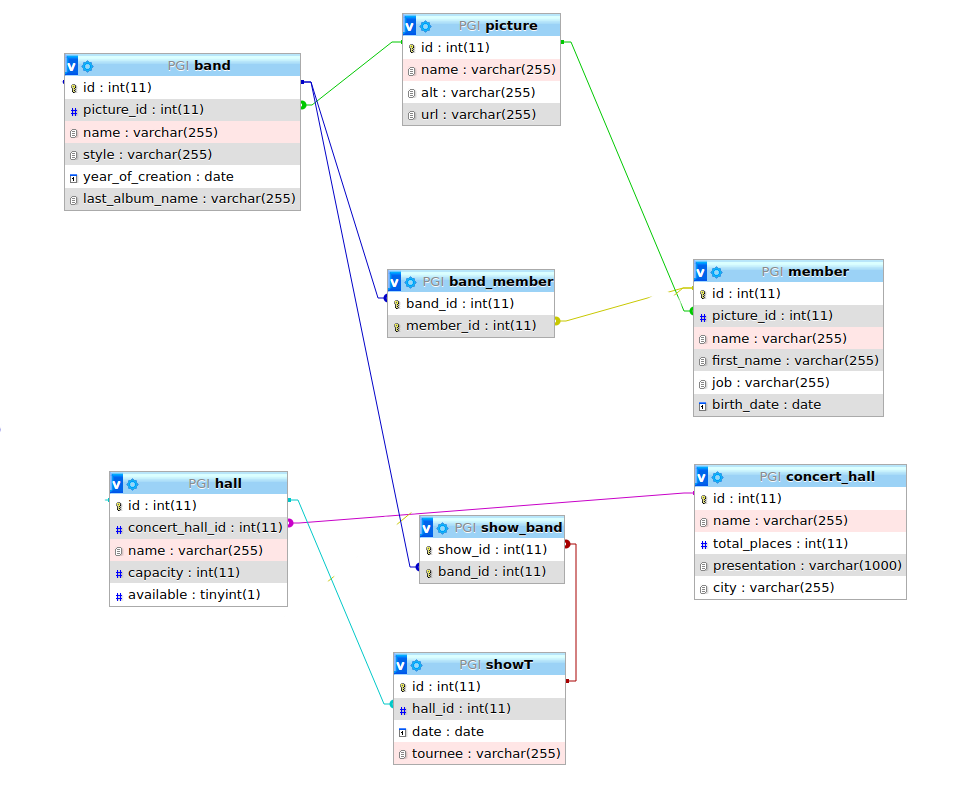 v PGI picture
id : int(11)
name : varchar(255)
alt : varchar(255)
url : varchar(255)
v PGI band
id : int(11)
# picture_id : int(11)
name : varchar(255)
style : varchar(255)
year_of_creation : date
last_album_name : varchar(255)
v PGI band_member
band_id : int(11)
member_id : int(11)
v PGI member
id : int(11)
# picture_id : int(11)
name : varchar(255)
first_name : varchar(255)
job : varchar(255)
birth_date : date
v PGI hall
id : int(11)
# concert_hall_id : int(11)
name : varchar(255)
# capacity : int(11)
# available : tinyint(1)
v PGI concert_hall
id : int(11)
name : varchar(255)
# total_places : int(11)
presentation : varchar(1000)
city : varchar(255)
v PGI show_band
show_id : int(11)
band_id : int(11)
v PGI showT
id : int(11)
# hall_id : int(11)
date : date
tournee : varchar(255)